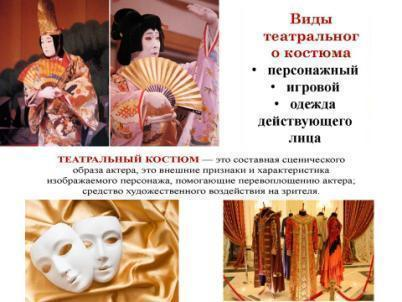 Виды
театральног
о костюма
• персонажный
• игровой
• одежда
действующего
лица
ТЕАТРАЛЬНЫЙ КОСТЮМ — это составная сценического
образа актера, это внешние признаки и характеристика
изображаемого персонажа, помогающие перевоплощению актера;
средство художественного воздействия на зрителя.